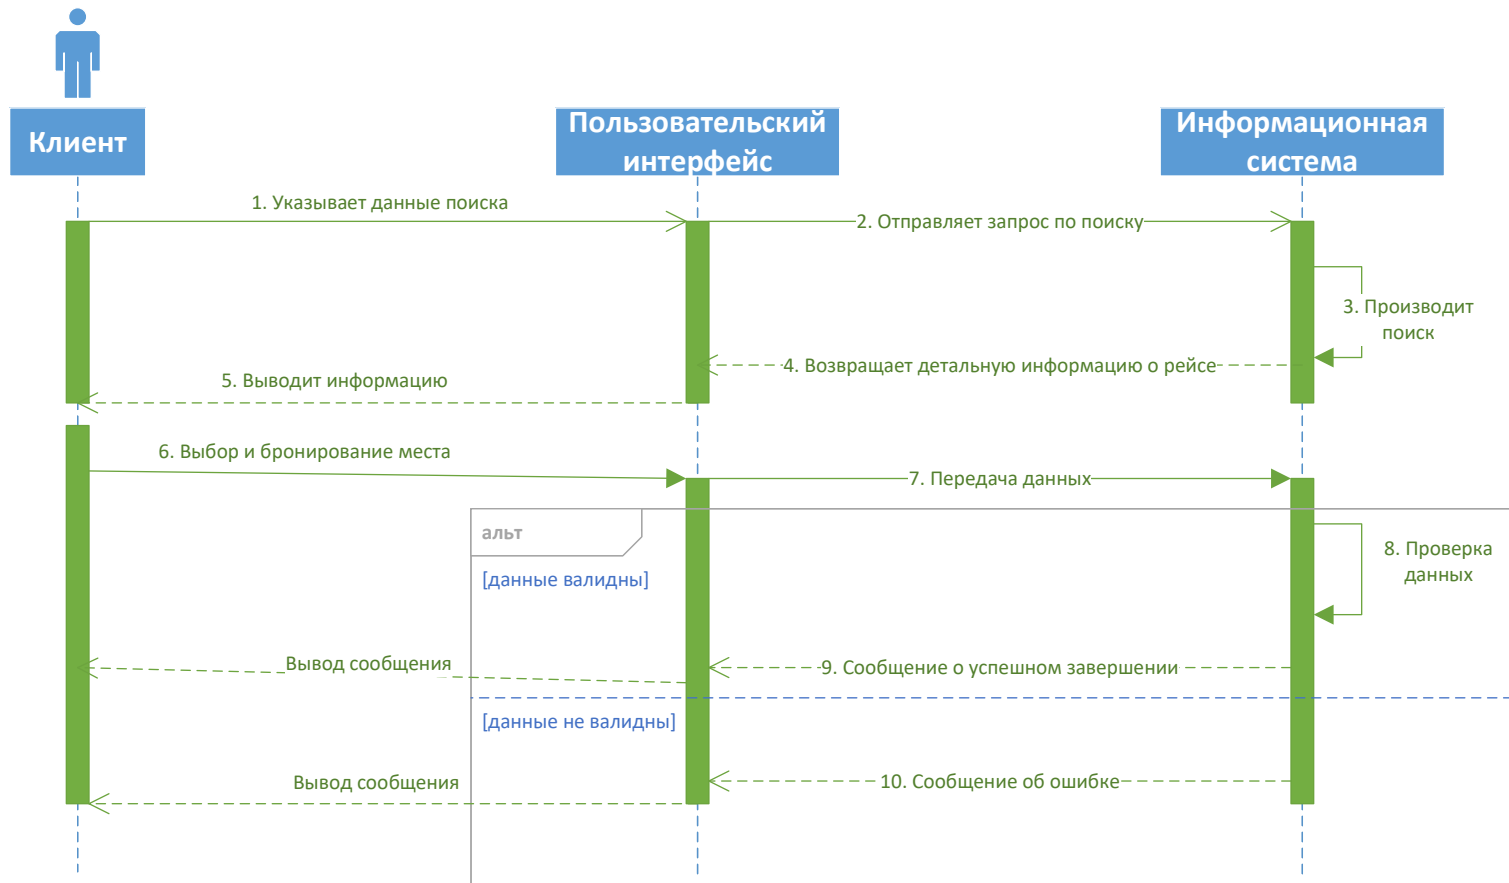 Клиент
Пользовательский
интерфейс
Информационная
система
1. Указывает данные поиска
2. Отправляет запрос по поиску
3. Производит
поиск
4. Возвращает детальную информацию о рейсе
5. Выводит информацию
6. Выбор и бронирование места
7. Передача данных
альт
8. Проверка
данных
[данные валидны]
Вывод сообщения
9. Сообщение о успешном завершении
[данные не валидны]
Вывод сообщения
10. Сообщение об ошибке